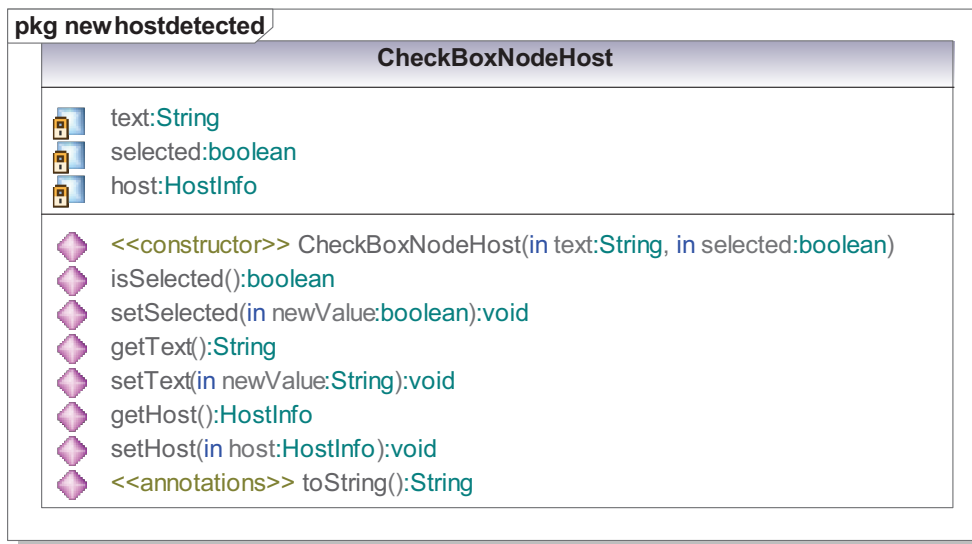 pkg newhostdetected
CheckBoxNodeHost
text:String
selected:boolean
host:HostInfo
<<constructor>> CheckBoxNodeHost(in text:String, in selected:boolean)
isSelected():boolean
setSelected(in newValue:boolean):void
getText():String
setText(in newValue:String):void
getHost():HostInfo
setHost(in host:HostInfo):void
<<annotations>> toString():String